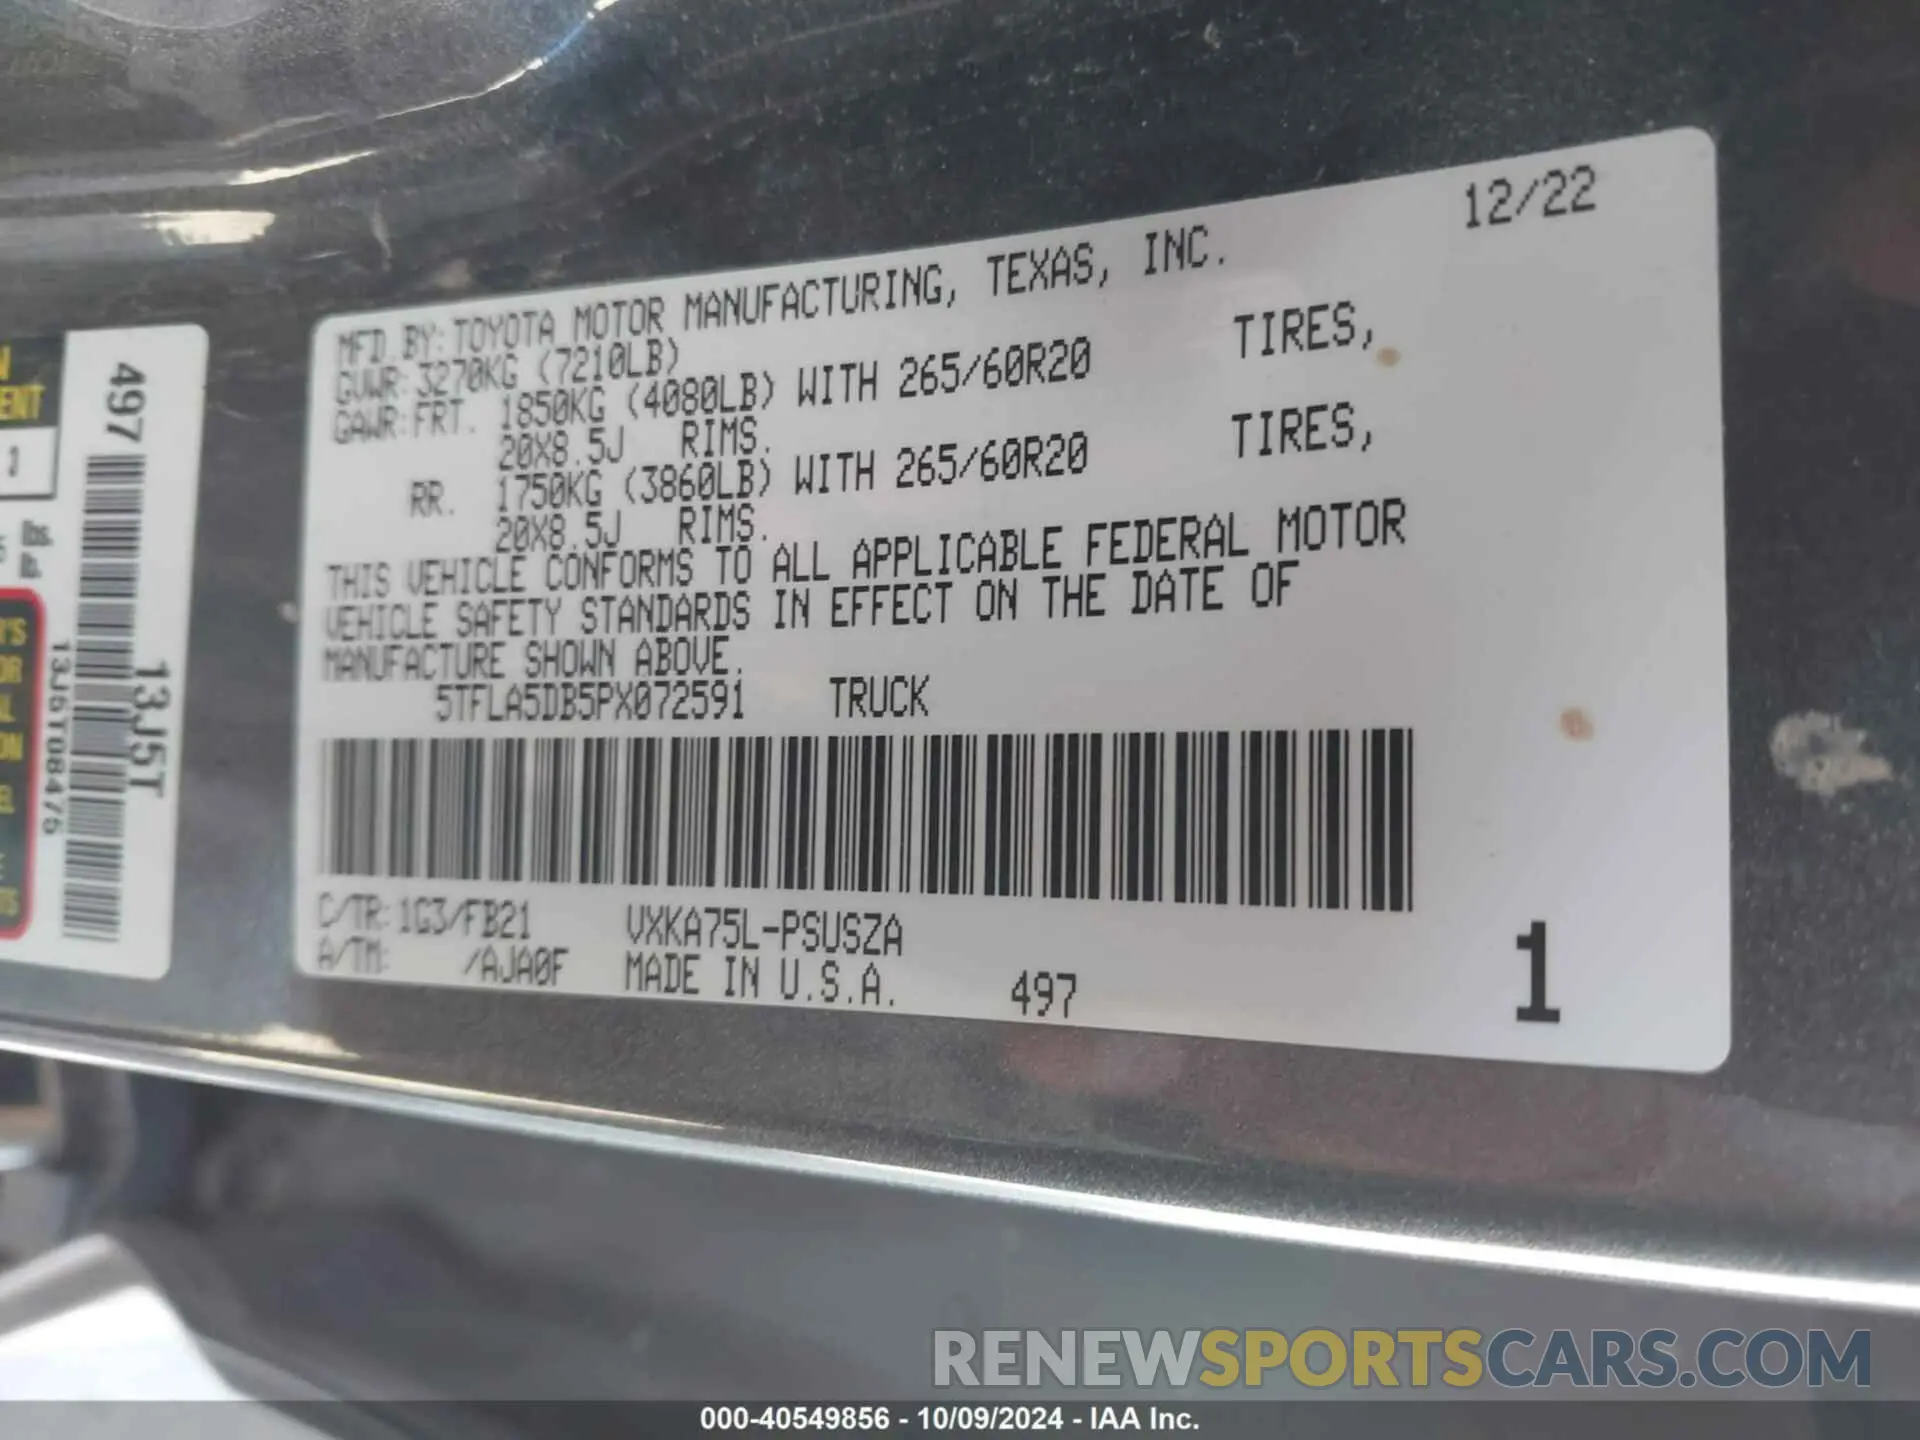 12/22
MFD. BY: TOYOTA MOTOR MANUFACTURING, TEXAS, INC.
GVWR: 3270KG (7210LB)
GAWR: FRT. 1850KG (4080LB) WITH 265/60R20 TIRES,
20X8.5J RIMS.
RR. 1750KG (3860LB) WITH 265/60R20 TIRES,
20X8.5J RIMS.
THIS VEHICLE CONFORMS TO ALL APPLICABLE FEDERAL MOTOR
VEHICLE SAFETY STANDARDS IN EFFECT ON THE DATE OF
MANUFACTURE SHOWN ABOVE.
5TFLA5DB5PX072591 TRUCK
C/TR: 1G3/FB21 VXKA75L-PSUSZA
A/TM: /AJA0F MADE IN U.S.A. 497
1
497
13J5T
13J5T08475
lbs.
lb.
RENEWSPORTSCARS.COM
000-40549856 - 10/09/2024 - IAA Inc.